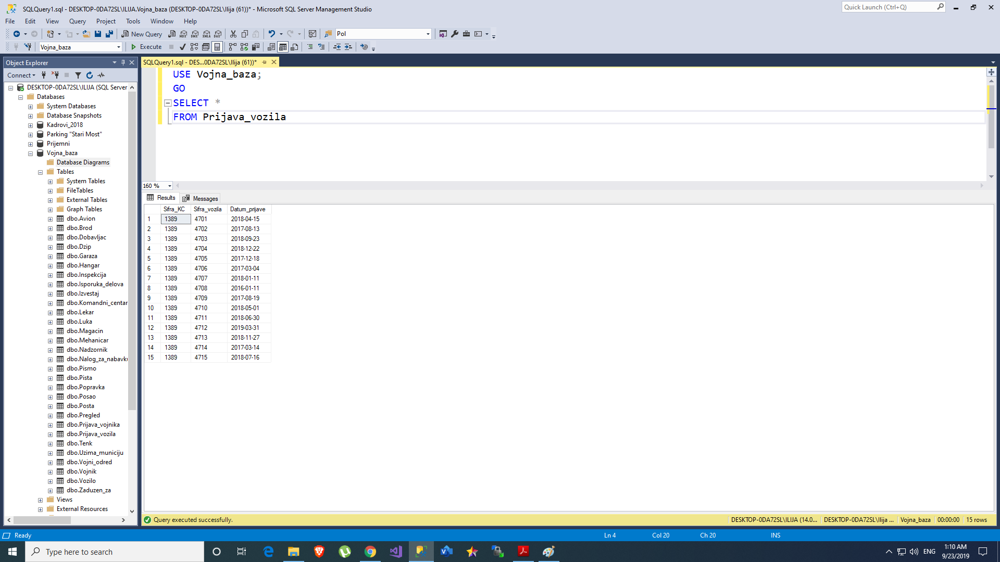 SQLQuery1.sql - DESKTOP-0DA72SL\ILIJA.Vojna_baza (DESKTOP-0DA72SL\Ilija (61))* - Microsoft SQL Server Management Studio
Quick Launch (Ctrl+Q)
File Edit View Query Project Tools Window Help
New Query MDX DMX XMLA DAX Pol
Vojna_baza Execute
Object Explorer
Connect
DESKTOP-0DA72SL\ILIJA (SQL Server
Databases
System Databases
Database Snapshots
Kadrovi_2018
Parking "Stari Most"
Prijemni
Vojna_baza
Database Diagrams
Tables
System Tables
FileTables
External Tables
Graph Tables
dbo.Avion
dbo.Brod
dbo.Dobavljac
dbo.Dzip
dbo.Garaza
dbo.Hangar
dbo.Inspekcija
dbo.Isporuka_delova
dbo.Izvestaj
dbo.Komandni_centar
dbo.Lekar
dbo.Luka
dbo.Magacin
dbo.Mehanicar
dbo.Nadzornik
dbo.Nalog_za_nabavku
dbo.Pismo
dbo.Pista
dbo.Popravka
dbo.Posao
dbo.Posta
dbo.Pregled
dbo.Prijava_vojnika
dbo.Prijava_vozila
dbo.Tenk
dbo.Uzima_municiju
dbo.Vojni_odred
dbo.Vojnik
dbo.Vozilo
dbo.Zaduzen_za
Views
External Resources
SQLQuery1.sql - DES...0DA72SL\Ilija (61))*
USE Vojna_baza;
GO
SELECT *
FROM Prijava_vozila
160 %
Results Messages
Sifra_KC Sifra_vozila Datum_prijave
1 1389 4701 2018-04-15
2 1389 4702 2017-08-13
3 1389 4703 2018-09-23
4 1389 4704 2018-12-22
5 1389 4705 2017-12-18
6 1389 4706 2017-03-04
7 1389 4707 2018-01-11
8 1389 4708 2016-01-11
9 1389 4709 2017-08-19
10 1389 4710 2018-05-01
11 1389 4711 2018-06-30
12 1389 4712 2019-03-31
13 1389 4713 2018-11-27
14 1389 4714 2017-03-14
15 1389 4715 2018-07-16
Query executed successfully. DESKTOP-0DA72SL\ILIJA (14.0... DESKTOP-0DA72SL\Ilija ... Vojna_baza 00:00:00 15 rows
Ready Ln 4 Col 20 Ch 20 INS
Type here to search ENG 1:10 AM
9/23/2019